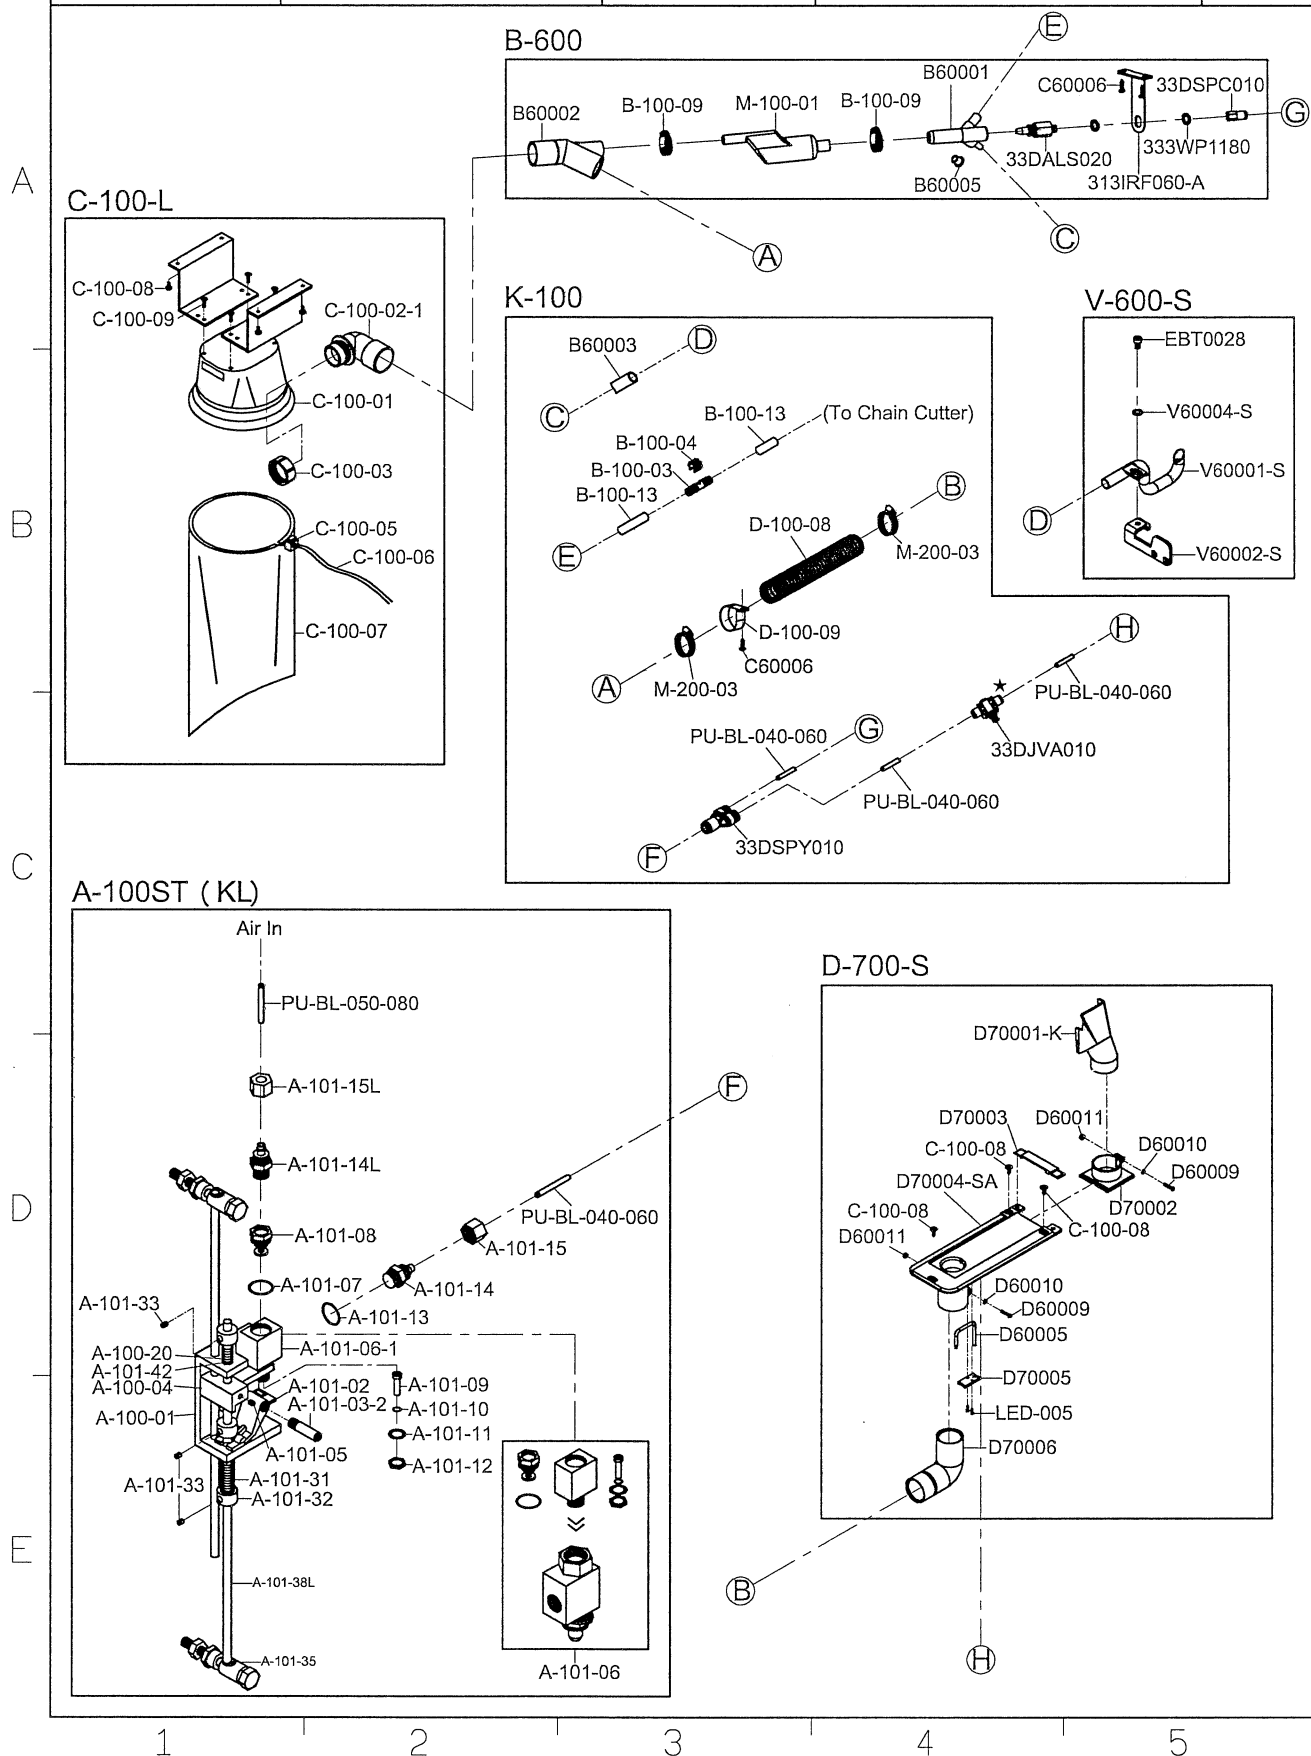 B-600
E
B60001
C60006
33DSPC010
B-100-09
M-100-01
B-100-09
B60002
G
333WP1180
33DALS020
313IRF060-A
B60005
A
C
A
C-100-L
C-100-08
C-100-09
C-100-02-1
C-100-01
C-100-03
C-100-05
C-100-06
C-100-07
B
K-100
B60003
D
C
B-100-13
(To Chain Cutter)
B-100-04
B-100-03
B-100-13
E
B
D-100-08
M-200-03
D-100-09
C60006
A
M-200-03
H
★
PU-BL-040-060
33DJVA010
PU-BL-040-060
G
PU-BL-040-060
33DSPY010
F
V-600-S
EBT0028
V60004-S
V60001-S
D
V60002-S
C
A-100ST (KL)
Air In
PU-BL-050-080
A-101-15L
A-101-14L
A-101-08
A-101-07
F
PU-BL-040-060
A-101-15
A-101-14
A-101-13
A-101-33
A-101-06-1
A-100-20
A-101-42
A-100-04
A-100-01
A-101-02
A-101-03-2
A-101-09
A-101-10
A-101-11
A-101-12
A-101-05
A-101-33
A-101-31
A-101-32
A-101-38L
A-101-35
A-101-06
D
D-700-S
D70001-K
D70003
D60011
C-100-08
D60010
D70004-SA
D60009
C-100-08
D70002
D60011
C-100-08
D60010
D60009
D60005
D70005
LED-005
D70006
B
H
E
1
2
3
4
5